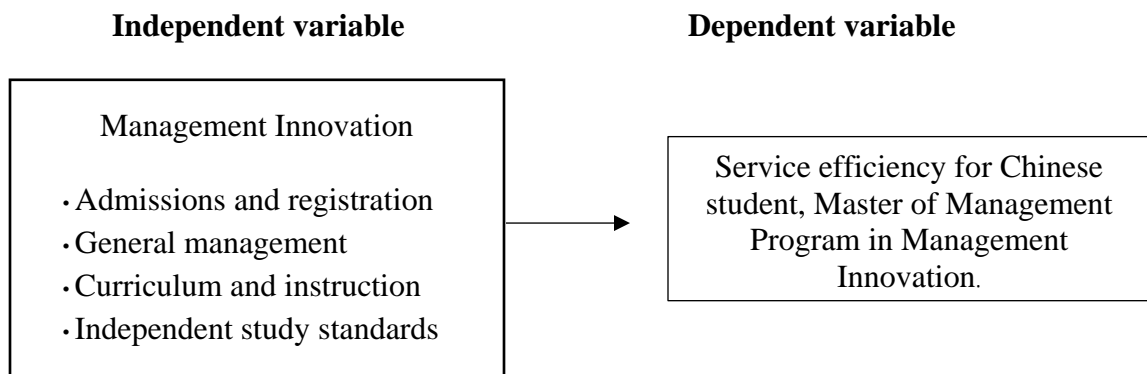 Independent variable
Dependent variable
Management Innovation
• Admissions and registration
• General management
• Curriculum and instruction
• Independent study standards
Service efficiency for Chinese
student, Master of Management
Program in Management
Innovation.